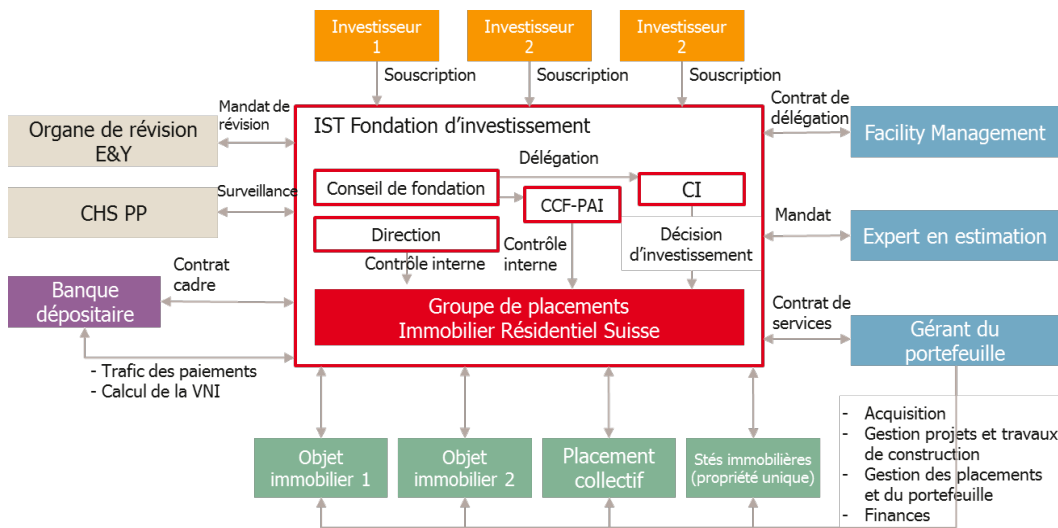 Investisseur
1
Investisseur
2
Investisseur
2
Souscription
Souscription
Souscription
Organe de révision
E&Y
Mandat de
révision
CHS PP
Surveillance
Banque
dépositaire
Contrat
cadre
- Trafic des paiements
- Calcul de la VNI
IST Fondation d’investissement
Conseil de fondation
Délégation
CCF-PAI
CI
Direction
Contrôle interne
Contrôle
interne
Décision
d’investissement
Groupe de placements
Immobilier Résidentiel Suisse
Contrat de
délégation
Facility Management
Mandat
Expert en estimation
Contrat de
services
Gérant du
portefeuille
- Acquisition
- Gestion projets et travaux
de construction
- Gestion des placements
et du portefeuille
- Finances
Objet
immobilier 1
Objet
immobilier 2
Placement
collectif
Stés immobilières
(propriété unique)